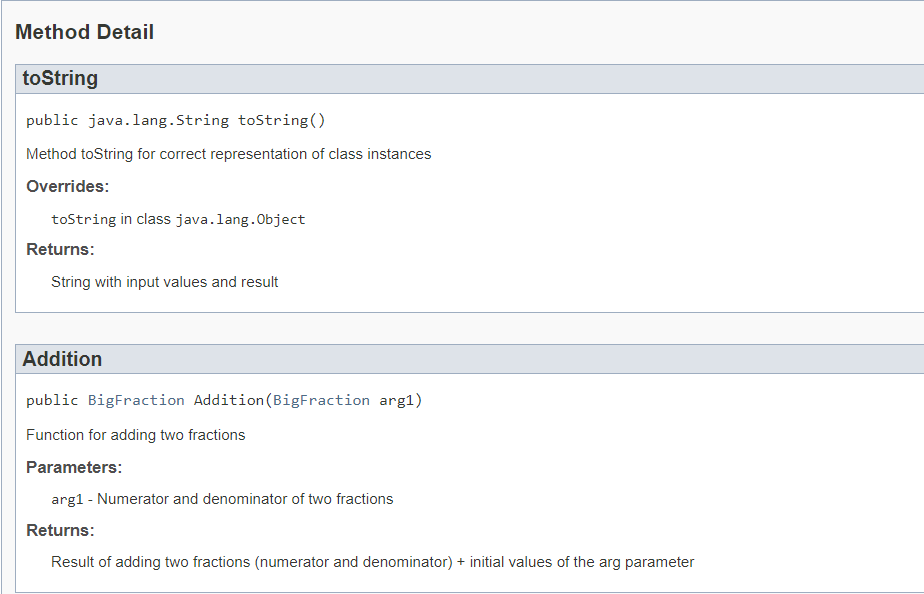 Method Detail
toString
public java.lang.String toString()
Method toString for correct representation of class instances
Overrides:
toString in class java.lang.Object
Returns:
String with input values and result
Addition
public BigFraction Addition(BigFraction arg1)
Function for adding two fractions
Parameters:
arg1 - Numerator and denominator of two fractions
Returns:
Result of adding two fractions (numerator and denominator) + initial values of the arg parameter